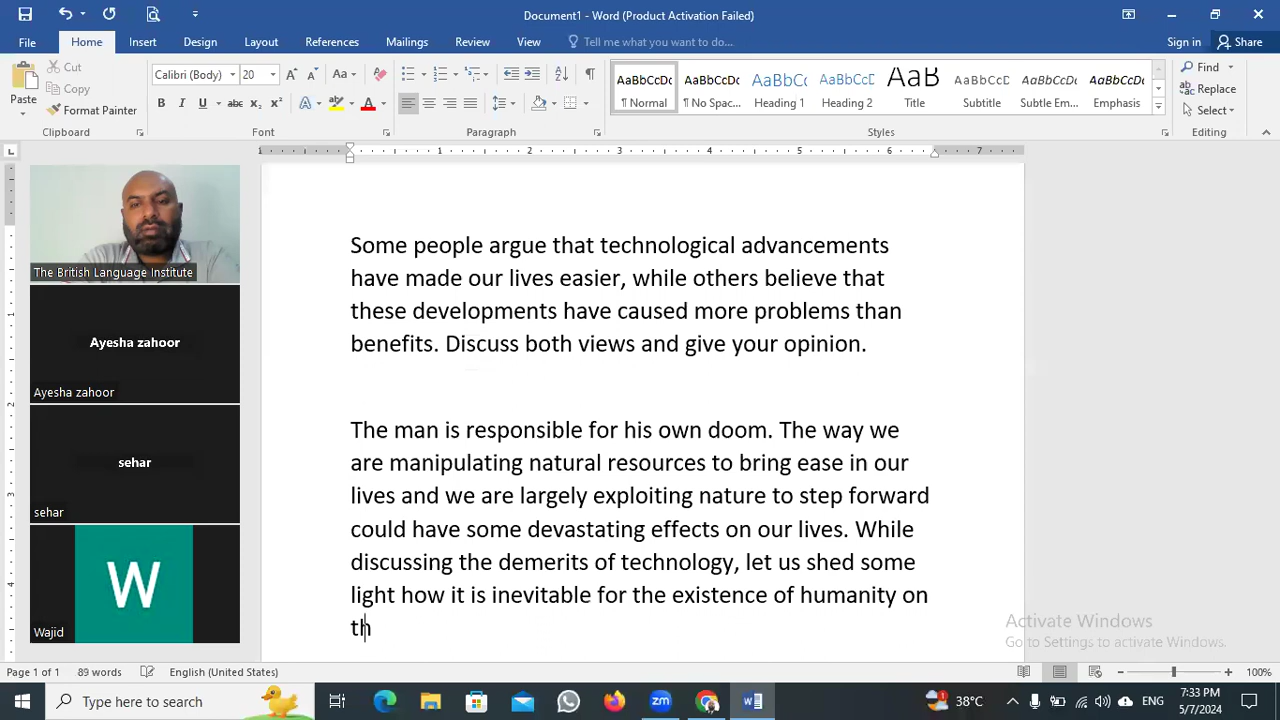 Document1 - Word (Product Activation Failed)
File Home Insert Design Layout References Mailings Review View Tell me what you want to do... Sign in Share
Paste Cut Copy Format Painter Clipboard
Calibri (Body) 20 Font
Paragraph
AaBbCcDc ¶ Normal
AaBbCcDc ¶ No Spac...
AaBbCc Heading 1
AaBbCcD Heading 2
AaB Title
AaBbCcD Subtitle
AaBbCcDc Subtle Em...
AaBbCcDc Emphasis
Styles
Find
Replace
Select
Editing
The British Language Institute
Ayesha zahoor
Ayesha zahoor
sehar
sehar
W
Wajid
Some people argue that technological advancements
have made our lives easier, while others believe that
these developments have caused more problems than
benefits. Discuss both views and give your opinion.
The man is responsible for his own doom. The way we
are manipulating natural resources to bring ease in our
lives and we are largely exploiting nature to step forward
could have some devastating effects on our lives. While
discussing the demerits of technology, let us shed some
light how it is inevitable for the existence of humanity on
th
Activate Windows
Go to Settings to activate Windows.
Page 1 of 1 89 words English (United States) 100%
Type here to search
38°C ENG 7:33 PM
5/7/2024